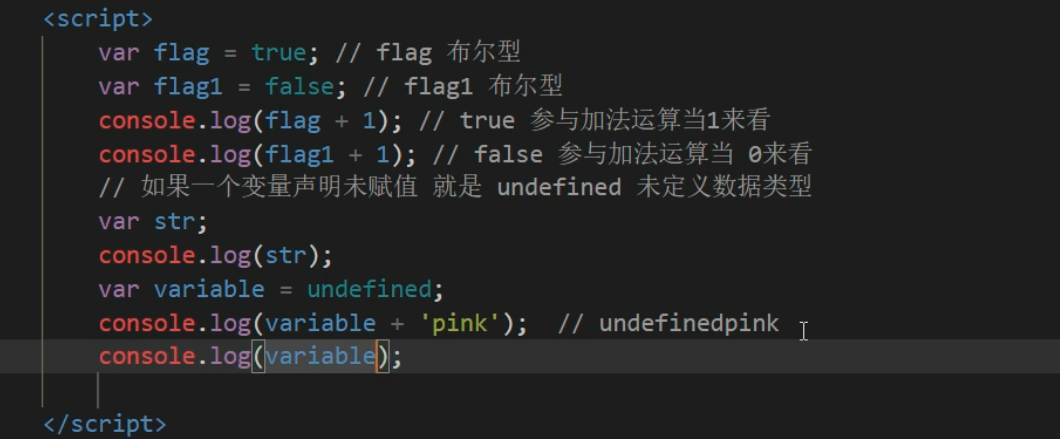 <script>
var flag = true; // flag 布尔型
var flag1 = false; // flag1 布尔型
console.log(flag + 1); // true 参与加法运算当1来看
console.log(flag1 + 1); // false 参与加法运算当 0来看
// 如果一个变量声明未赋值 就是 undefined 未定义数据类型
var str;
console.log(str);
var variable = undefined;
console.log(variable + 'pink');  // undefinedpink
console.log(variable);
</script>